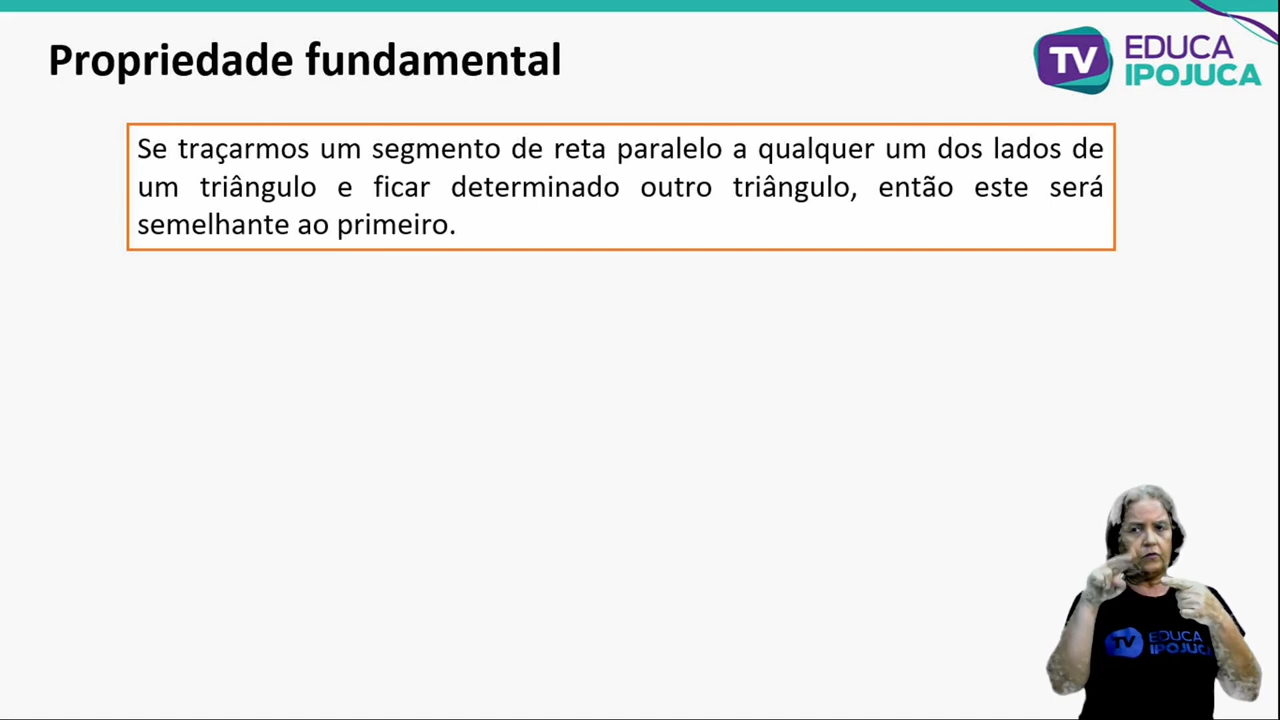 Propriedade fundamental
TV EDUCA
IPOJUCA
Se traçarmos um segmento de reta paralelo a qualquer um dos lados de
um triângulo e ficar determinado outro triângulo, então este será
semelhante ao primeiro.
TV EDUCA
IPOJUCA